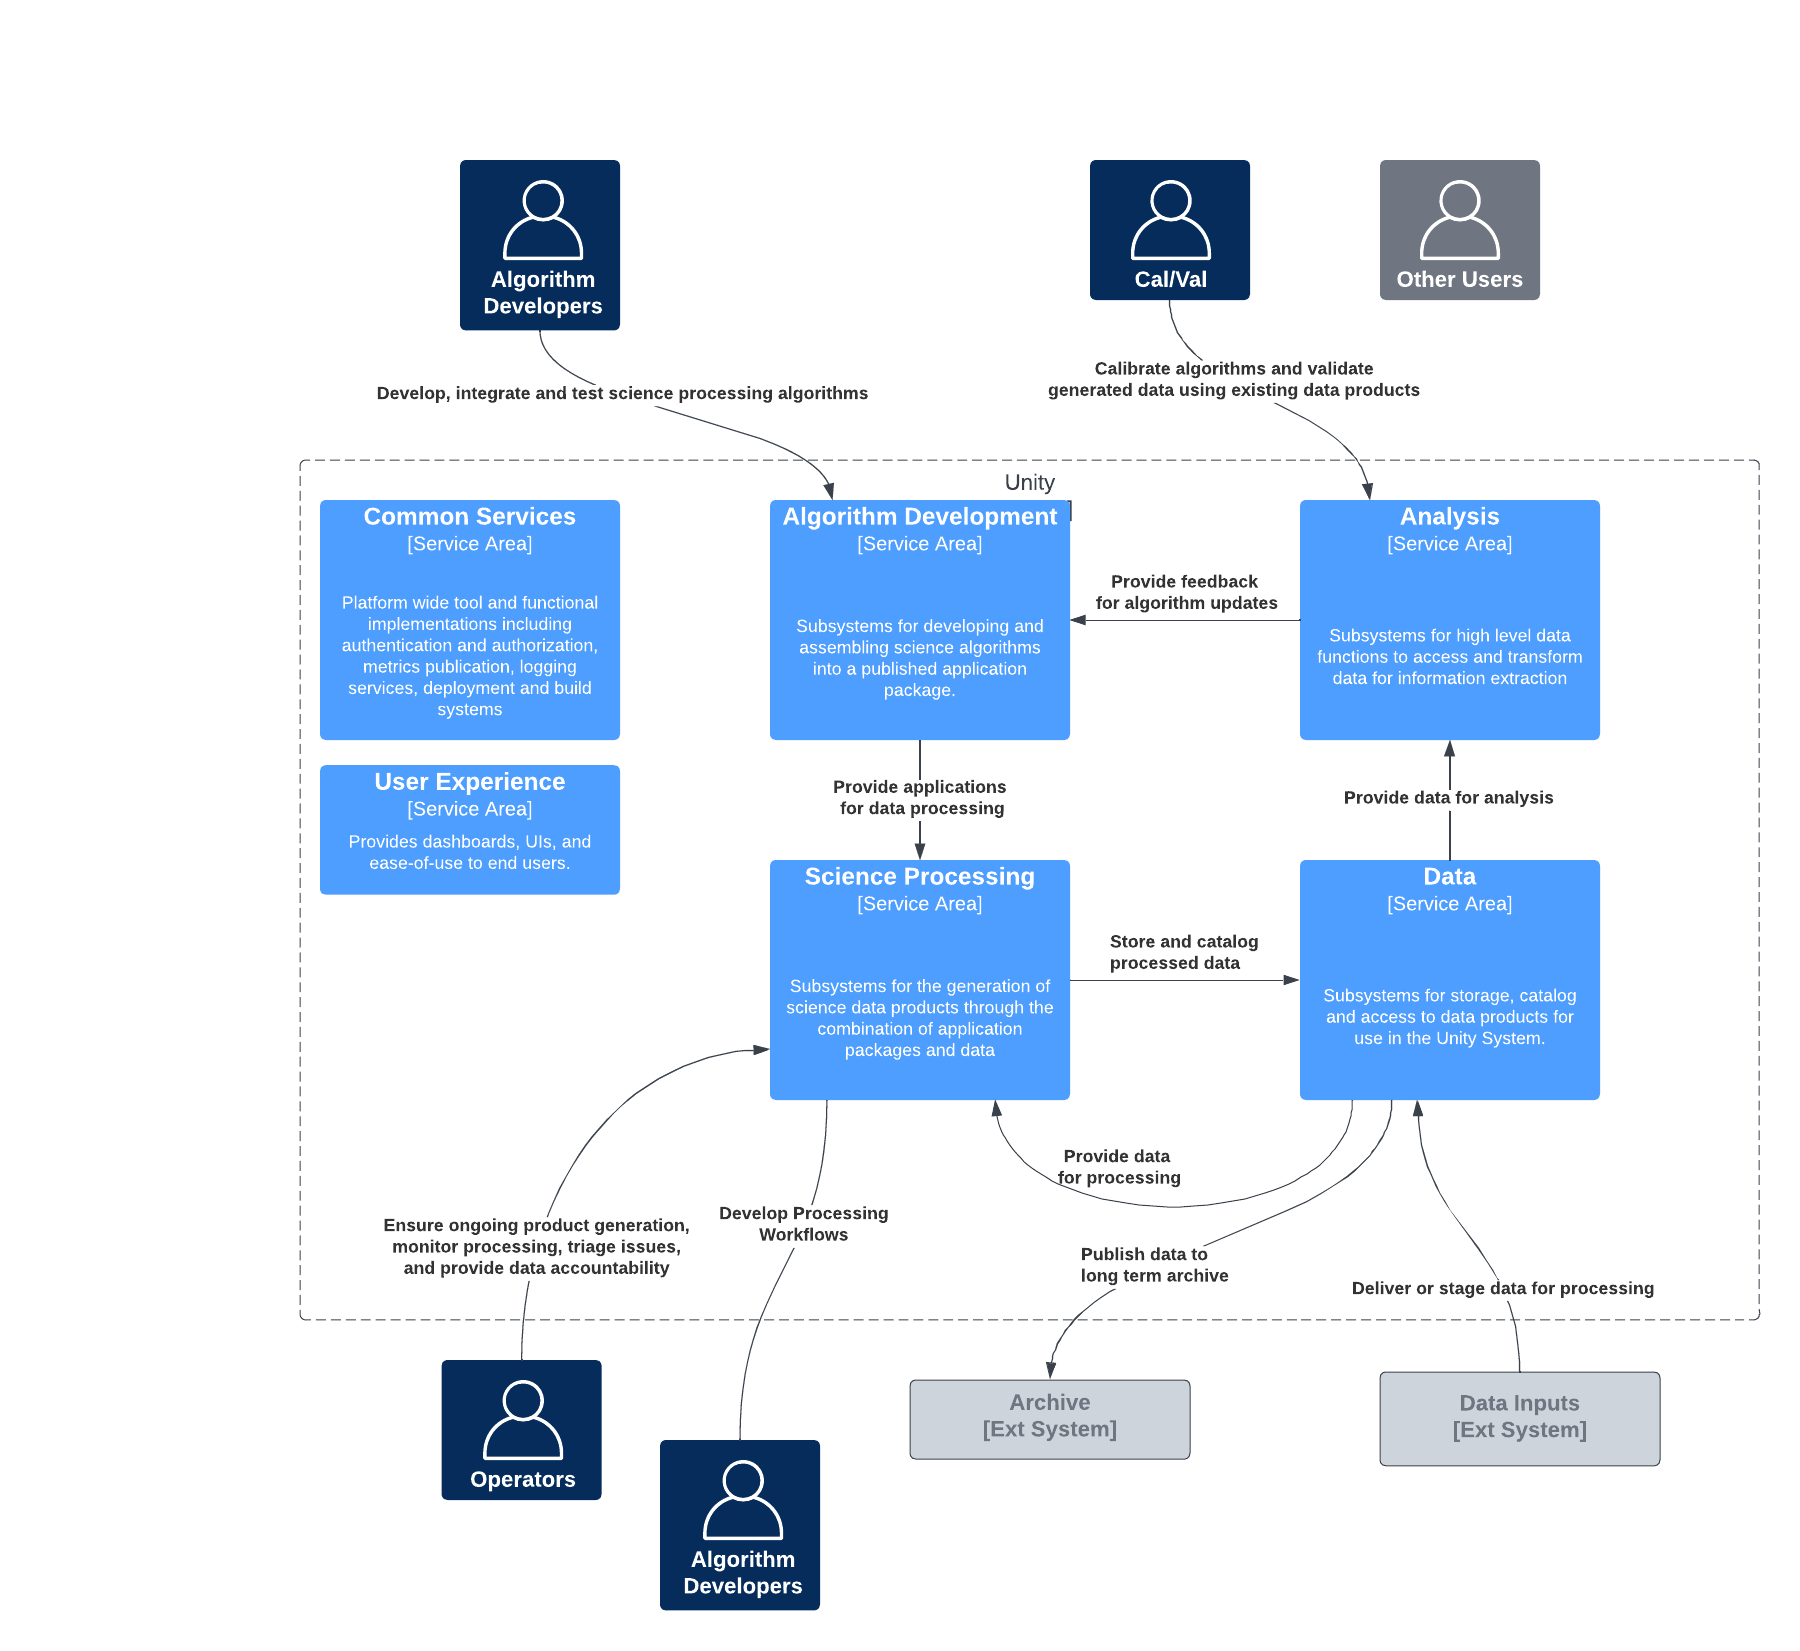 Algorithm
Developers
Cal/Val
Other Users
Develop, integrate and test science processing algorithms
Calibrate algorithms and validate
generated data using existing data products
Unity
Common Services
[Service Area]
Platform wide tool and functional
implementations including
authentication and authorization,
metrics publication, logging
services, deployment and build
systems
Algorithm Development
[Service Area]
Subsystems for developing and
assembling science algorithms
into a published application
package.
Provide feedback
for algorithm updates
Analysis
[Service Area]
Subsystems for high level data
functions to access and transform
data for information extraction
User Experience
[Service Area]
Provides dashboards, UIs, and
ease-of-use to end users.
Provide applications
for data processing
Provide data for analysis
Science Processing
[Service Area]
Subsystems for the generation of
science data products through the
combination of application
packages and data
Store and catalog
processed data
Data
[Service Area]
Subsystems for storage, catalog
and access to data products for
use in the Unity System.
Provide data
for processing
Ensure ongoing product generation,
monitor processing, triage issues,
and provide data accountability
Develop Processing
Workflows
Publish data to
long term archive
Deliver or stage data for processing
Operators
Algorithm
Developers
Archive
[Ext System]
Data Inputs
[Ext System]